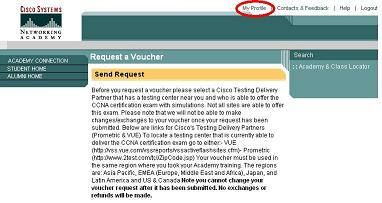 CISCO SYSTEMS
NETWORKING
ACADEMY
My Profile | Contacts & Feedback | Help | Logout
ACADEMY CONNECTION
STUDENT HOME
ALUMNI HOME
Request a Voucher
Search
:: Academy & Class Locator
Send Request
Before you request a voucher please select a Cisco Testing Delivery
Partner that has a testing center near you and who is able to offer the
CCNA certification exam with simulations. Not all sites are able to offer
this exam. Please note that we will not be able to make
changes/exchanges to your voucher once your request has been
submitted. Below are links for Cisco's Testing Delivery Partners
(Prometric & VUE) To locate a testing center that is currently able to
deliver the CCNA certification exam go to either:- VUE
(http://vss.vue.com/vssreports/vssactiveflashsites.cfm)- Prometric
(http://www.2test.com/tcl/ZipCode.jsp) Your voucher must be used in
the same region where you took your Academy training. The regions
are: Asia Pacific, EMEA (Europe, Middle East and Africa), Japan, and
Latin America and US & Canada Note you cannot change your
voucher request after it has been submitted. No exchanges or
refunds will be made.